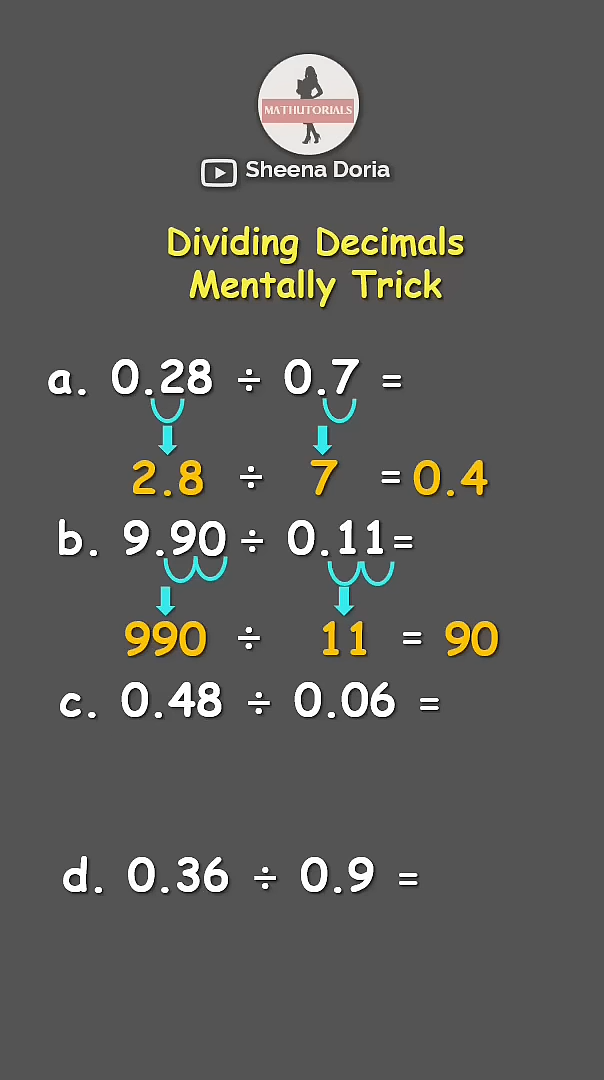 MATHUTORIALS
Sheena Doria
Dividing Decimals
Mentally Trick
a. 0.28 ÷ 0.7 =
2.8 ÷ 7 = 0.4
b. 9.90 ÷ 0.11=
990 ÷ 11 = 90
c. 0.48 ÷ 0.06 =
d. 0.36 ÷ 0.9 =